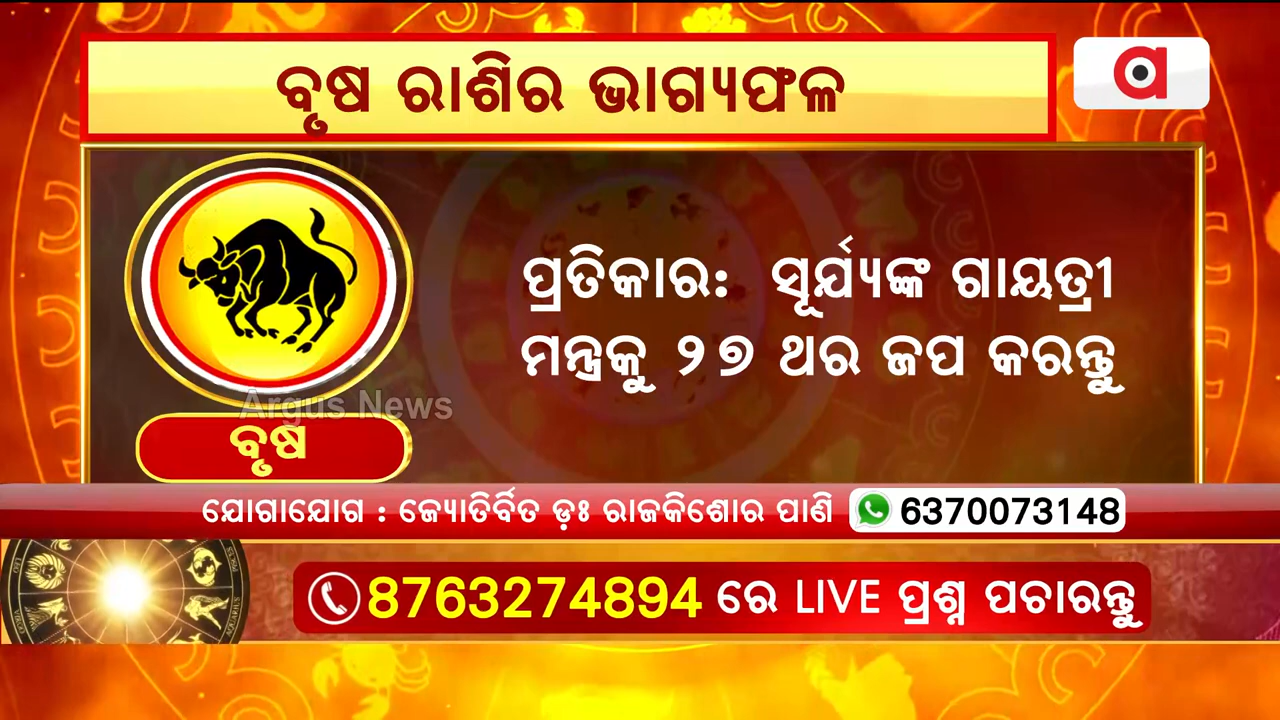 ବୃଷ ରାଶିର ଭାଗ୍ୟଫଳ
a
ପ୍ରତିକାର: ସୂର୍ଯ୍ୟଙ୍କ ଗାୟତ୍ରୀ
ମନ୍ତ୍ରକୁ ୨୭ ଥର ଜପ କରନ୍ତୁ
Argus News
ବୃଷ
ଯୋଗାଯୋଗ : ଜ୍ୟୋତିର୍ବିତ ଡ଼ଃ ରାଜକିଶୋର ପାଣି 6370073148
8763274894 ରେ LIVE ପ୍ରଶ୍ନ ପଚାରନ୍ତୁ